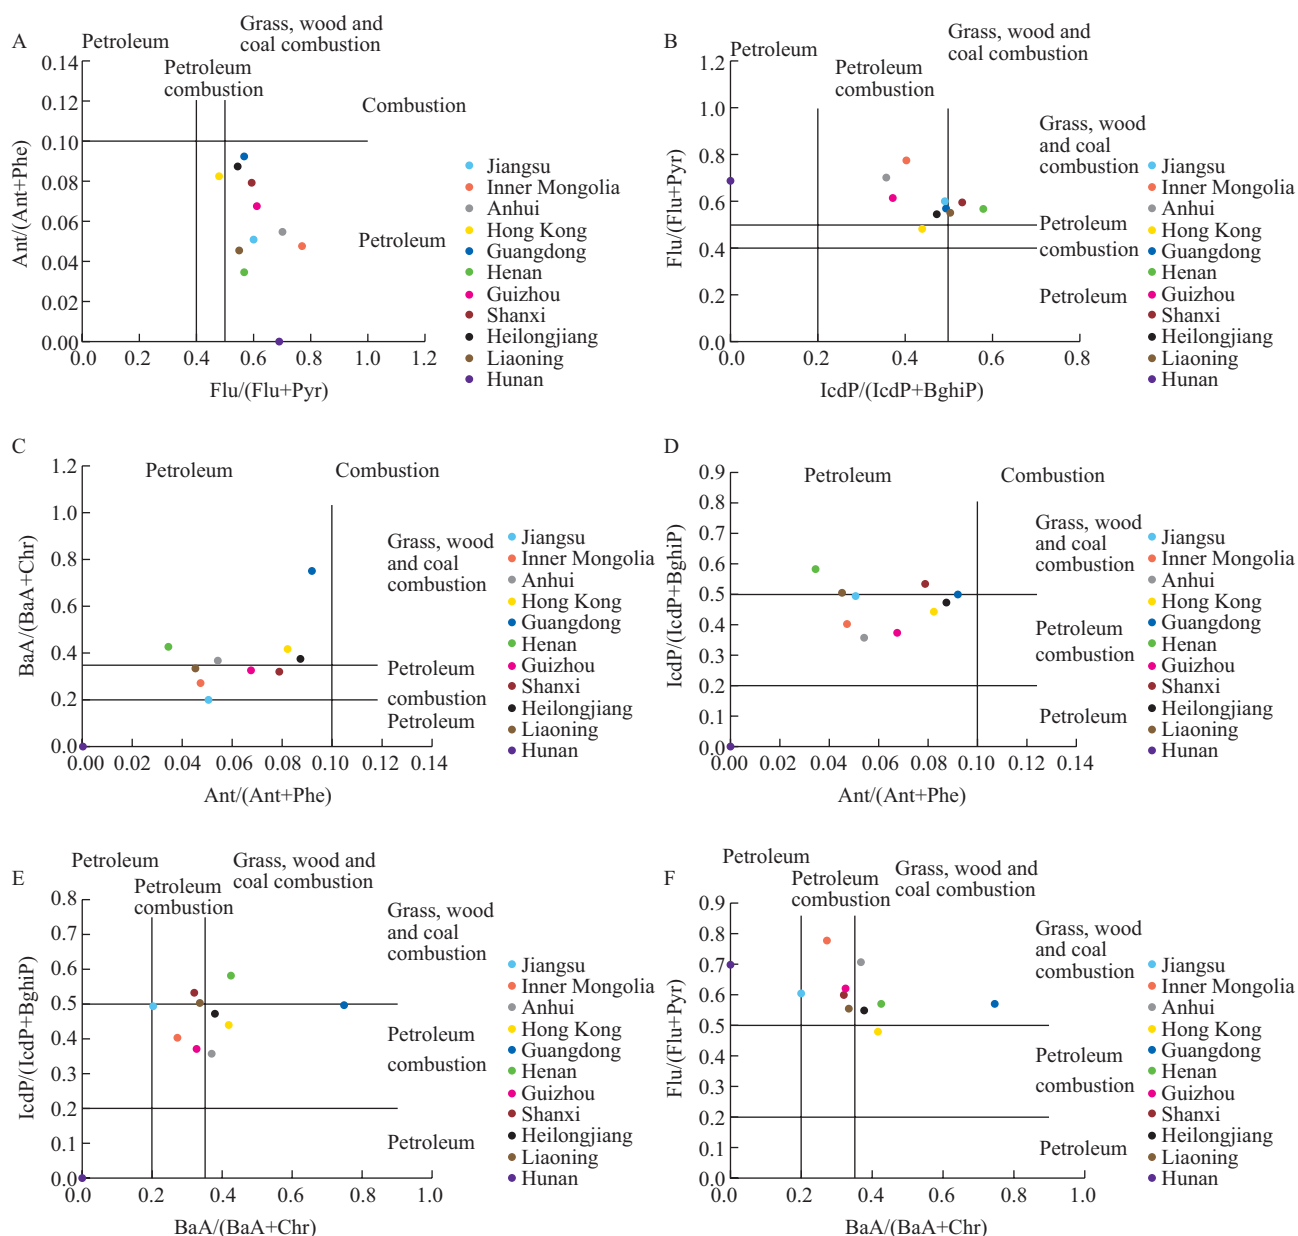 A
Petroleum
Grass, wood and
coal combustion
0.14
Petroleum
combustion
0.12
Combustion
0.10
0.08
0.06
Petroleum
0.04
0.02
0.00
0.0 0.2 0.4 0.6 0.8 1.0 1.2
Ant/(Ant+Phe)
Flu/(Flu+Pyr)
Jiangsu
Inner Mongolia
Anhui
Hong Kong
Guangdong
Henan
Guizhou
Shanxi
Heilongjiang
Liaoning
Hunan
B
Petroleum
Grass, wood and
coal combustion
1.2
Petroleum
combustion
1.0
Grass, wood
and coal
combustion
0.8
0.6
Petroleum
combustion
0.4
Petroleum
0.2
0.0
0.0 0.2 0.4 0.6 0.8
Flu/(Flu+Pyr)
IcdP/(IcdP+BghiP)
Jiangsu
Inner Mongolia
Anhui
Hong Kong
Guangdong
Henan
Guizhou
Shanxi
Heilongjiang
Liaoning
Hunan
C
Petroleum
Combustion
1.2
1.0
Grass, wood
and coal
combustion
0.8
0.6
0.4
Petroleum
combustion
0.2
Petroleum
0.0
0.00 0.02 0.04 0.06 0.08 0.10 0.12 0.14
BaA/(BaA+Chr)
Ant/(Ant+Phe)
Jiangsu
Inner Mongolia
Anhui
Hong Kong
Guangdong
Henan
Guizhou
Shanxi
Heilongjiang
Liaoning
Hunan
D
Petroleum
Combustion
0.9
0.8
0.7
Grass, wood
and coal
combustion
0.6
0.5
0.4
Petroleum
combustion
0.3
0.2
0.1
Petroleum
0.0
0.00 0.02 0.04 0.06 0.08 0.10 0.12 0.14
IcdP/(IcdP+BghiP)
Ant/(Ant+Phe)
Jiangsu
Inner Mongolia
Anhui
Hong Kong
Guangdong
Henan
Guizhou
Shanxi
Heilongjiang
Liaoning
Hunan
E
Petroleum
Grass, wood and
coal combustion
Petroleum
combustion
0.8
0.7
Grass, wood
and coal
combustion
0.6
0.5
0.4
Petroleum
combustion
0.3
0.2
0.1
Petroleum
0.0
0.2 0.4 0.6 0.8 1.0
IcdP/(IcdP+BghiP)
BaA/(BaA+Chr)
Jiangsu
Inner Mongolia
Anhui
Hong Kong
Guangdong
Henan
Guizhou
Shanxi
Heilongjiang
Liaoning
Hunan
F
Petroleum
Grass, wood and
coal combustion
Petroleum
combustion
0.9
0.8
0.7
Grass, wood
and coal
combustion
0.6
0.5
0.4
Petroleum
combustion
0.3
0.2
0.1
Petroleum
0.0
0.0 0.2 0.4 0.6 0.8 1.0
Flu/(Flu+Pyr)
BaA/(BaA+Chr)
Jiangsu
Inner Mongolia
Anhui
Hong Kong
Guangdong
Henan
Guizhou
Shanxi
Heilongjiang
Liaoning
Hunan